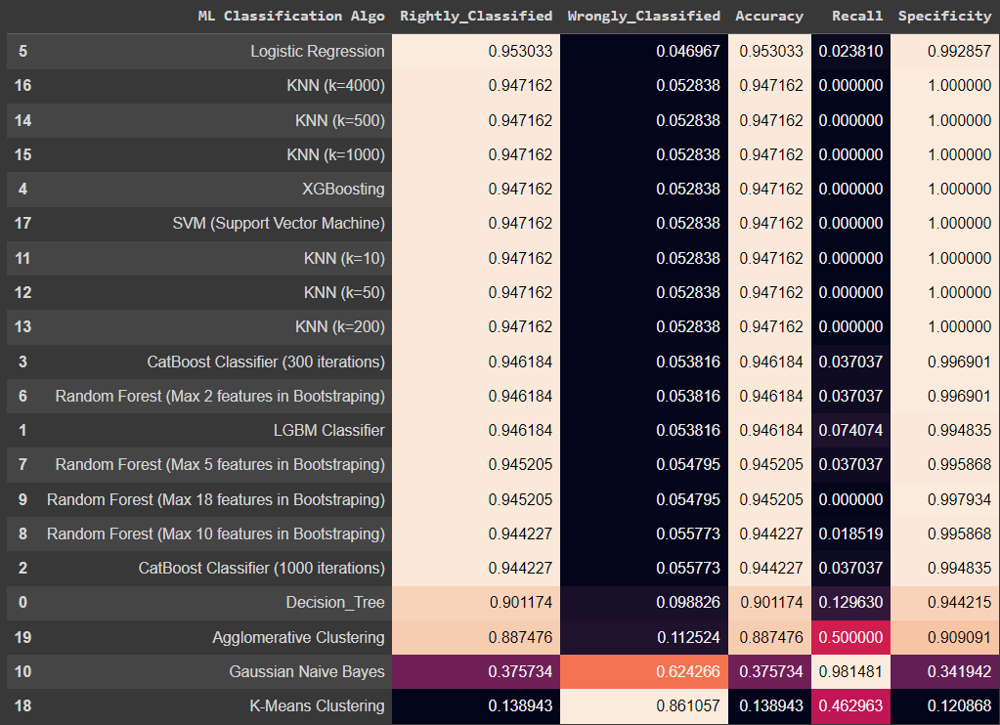 ML Classification Algo Rightly_Classified Wrongly_Classified Accuracy Recall Specificity
5 Logistic Regression 0.953033 0.046967 0.953033 0.023810 0.992857
16 KNN (k=4000) 0.947162 0.052838 0.947162 0.000000 1.000000
14 KNN (k=500) 0.947162 0.052838 0.947162 0.000000 1.000000
15 KNN (k=1000) 0.947162 0.052838 0.947162 0.000000 1.000000
4 XGBoosting 0.947162 0.052838 0.947162 0.000000 1.000000
17 SVM (Support Vector Machine) 0.947162 0.052838 0.947162 0.000000 1.000000
11 KNN (k=10) 0.947162 0.052838 0.947162 0.000000 1.000000
12 KNN (k=50) 0.947162 0.052838 0.947162 0.000000 1.000000
13 KNN (k=200) 0.947162 0.052838 0.947162 0.000000 1.000000
3 CatBoost Classifier (300 iterations) 0.946184 0.053816 0.946184 0.037037 0.996901
6 Random Forest (Max 2 features in Bootstraping) 0.946184 0.053816 0.946184 0.037037 0.996901
1 LGBM Classifier 0.946184 0.053816 0.946184 0.074074 0.994835
7 Random Forest (Max 5 features in Bootstraping) 0.945205 0.054795 0.945205 0.037037 0.995868
9 Random Forest (Max 18 features in Bootstraping) 0.945205 0.054795 0.945205 0.000000 0.997934
8 Random Forest (Max 10 features in Bootstraping) 0.944227 0.055773 0.944227 0.018519 0.995868
2 CatBoost Classifier (1000 iterations) 0.944227 0.055773 0.944227 0.037037 0.994835
0 Decision_Tree 0.901174 0.098826 0.901174 0.129630 0.944215
19 Agglomerative Clustering 0.887476 0.112524 0.887476 0.500000 0.909091
10 Gaussian Naive Bayes 0.375734 0.624266 0.375734 0.981481 0.341942
18 K-Means Clustering 0.138943 0.861057 0.138943 0.462963 0.120868